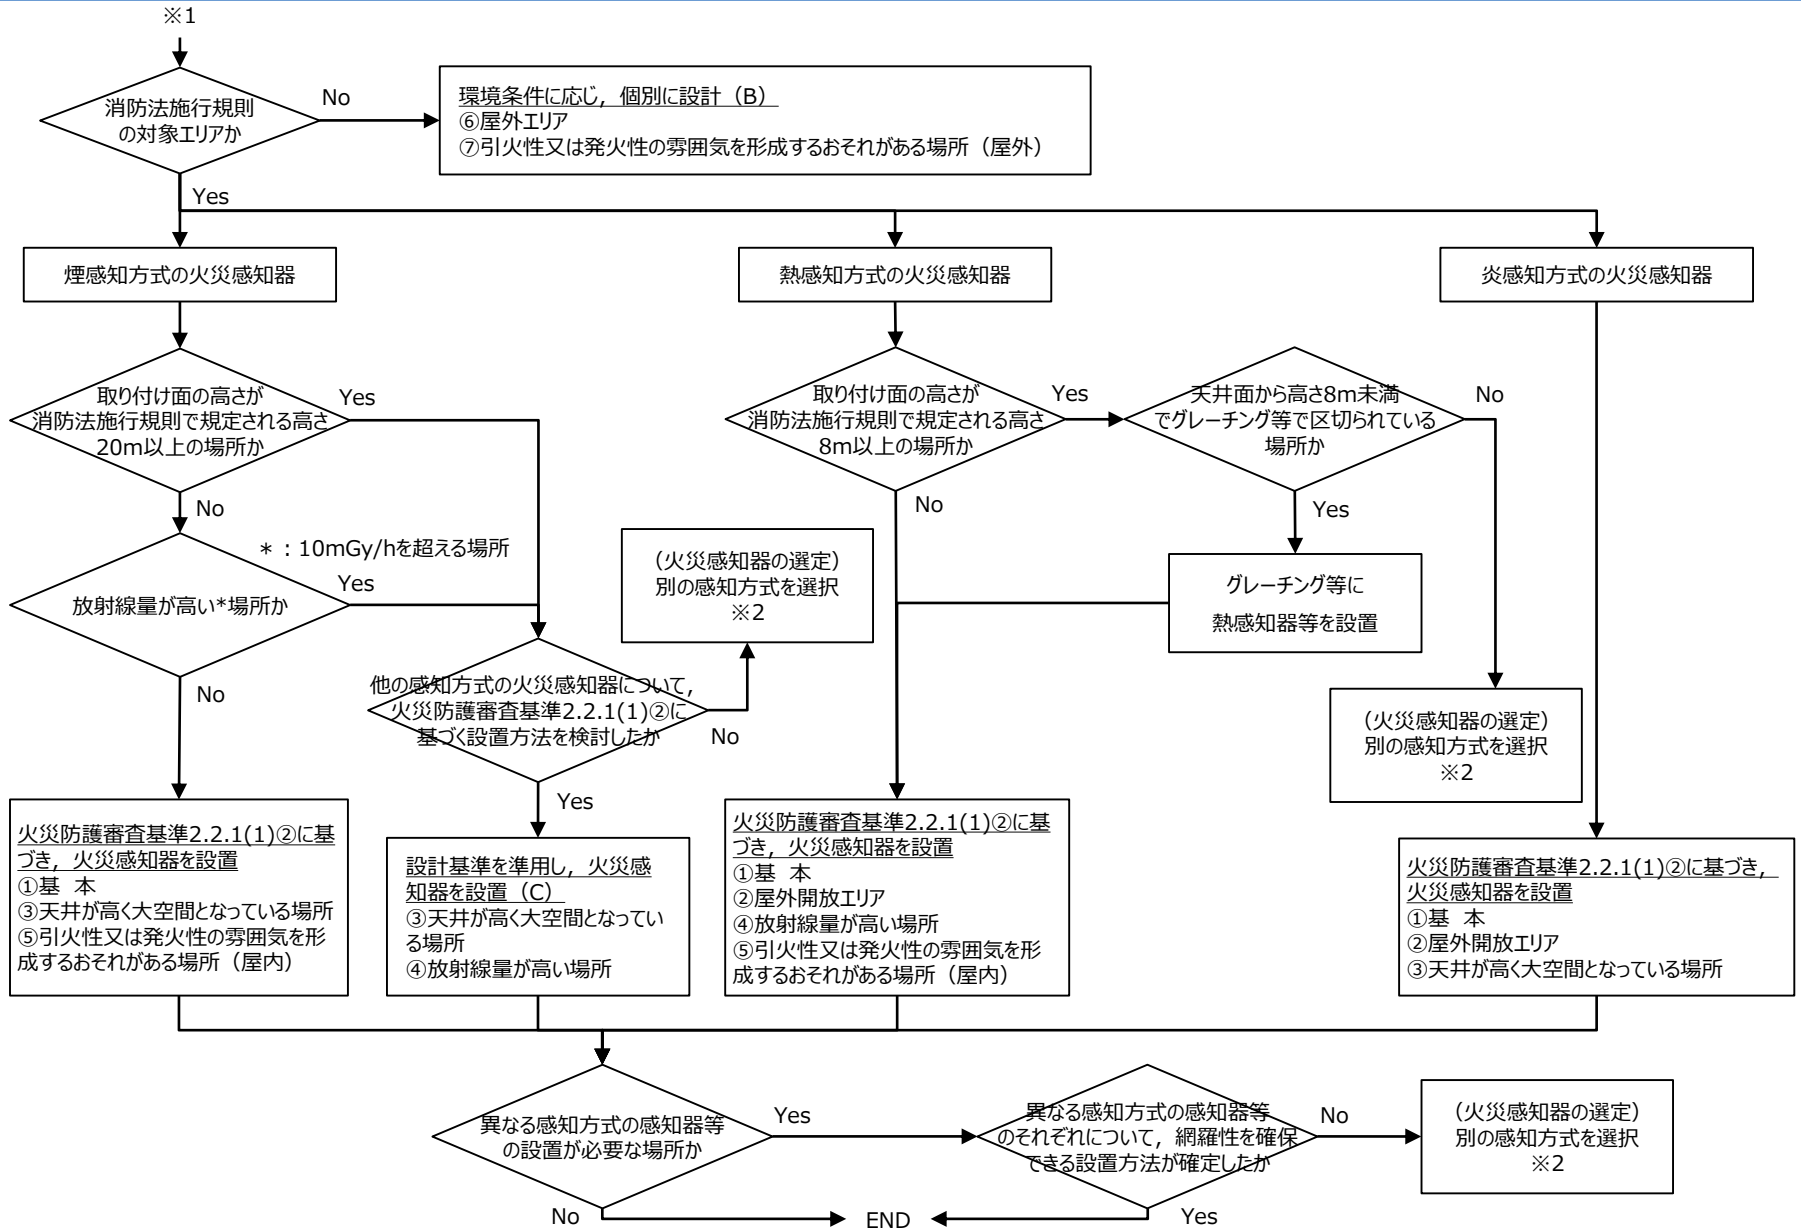 ※1
消防法施行規則
の対象エリアか
No
環境条件に応じ，個別に設計（B）
⑥屋外エリア
⑦引火性又は発火性の雰囲気を形成するおそれがある場所（屋外）
Yes
煙感知方式の火災感知器
熱感知方式の火災感知器
炎感知方式の火災感知器
取り付け面の高さが
消防法施行規則で規定される高さ
20m以上の場所か
Yes
No
取り付け面の高さが
消防法施行規則で規定される高さ
8m以上の場所か
Yes
No
天井面から高さ8m未満
でグレーチング等で区切られている
場所か
No
Yes
＊：10mGy/hを超える場所
放射線量が高い*場所か
Yes
No
（火災感知器の選定）
別の感知方式を選択
※2
グレーチング等に
熱感知器等を設置
他の感知方式の火災感知器について，
火災防護審査基準2.2.1(1)②に
基づく設置方法を検討したか
No
Yes
（火災感知器の選定）
別の感知方式を選択
※2
火災防護審査基準2.2.1(1)②に基
づき，火災感知器を設置
①基　本
③天井が高く大空間となっている場所
⑤引火性又は発火性の雰囲気を形
成するおそれがある場所（屋内）
設計基準を準用し，火災感
知器を設置（C）
③天井が高く大空間となってい
る場所
④放射線量が高い場所
火災防護審査基準2.2.1(1)②に基
づき，火災感知器を設置
①基　本
②屋外開放エリア
④放射線量が高い場所
⑤引火性又は発火性の雰囲気を形
成するおそれがある場所（屋内）
火災防護審査基準2.2.1(1)②に基づき，
火災感知器を設置
①基　本
②屋外開放エリア
③天井が高く大空間となっている場所
異なる感知方式の感知器等
の設置が必要な場所か
Yes
No
異なる感知方式の感知器等
のそれぞれについて，網羅性を確保
できる設置方法が確定したか
No
Yes
（火災感知器の選定）
別の感知方式を選択
※2
END